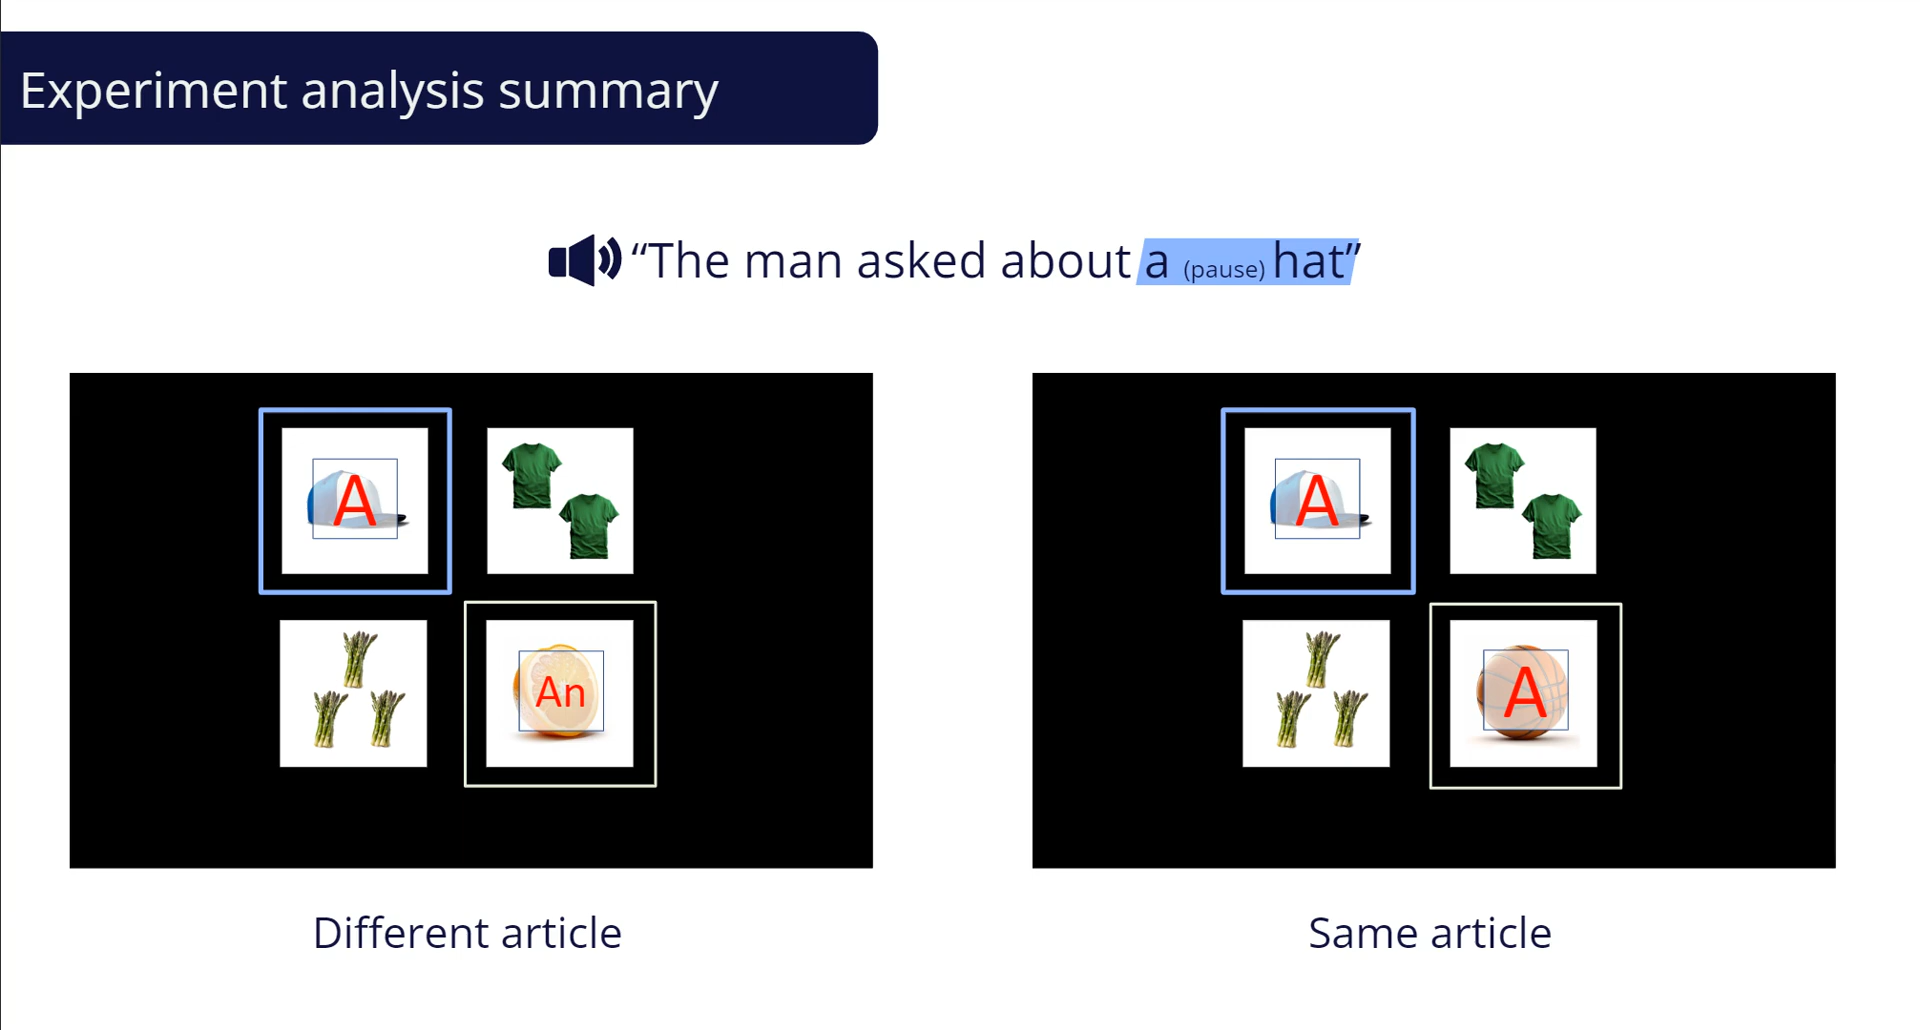 Experiment analysis summary
“The man asked about a (pause) hat”
A
An
A
A
Different article
Same article